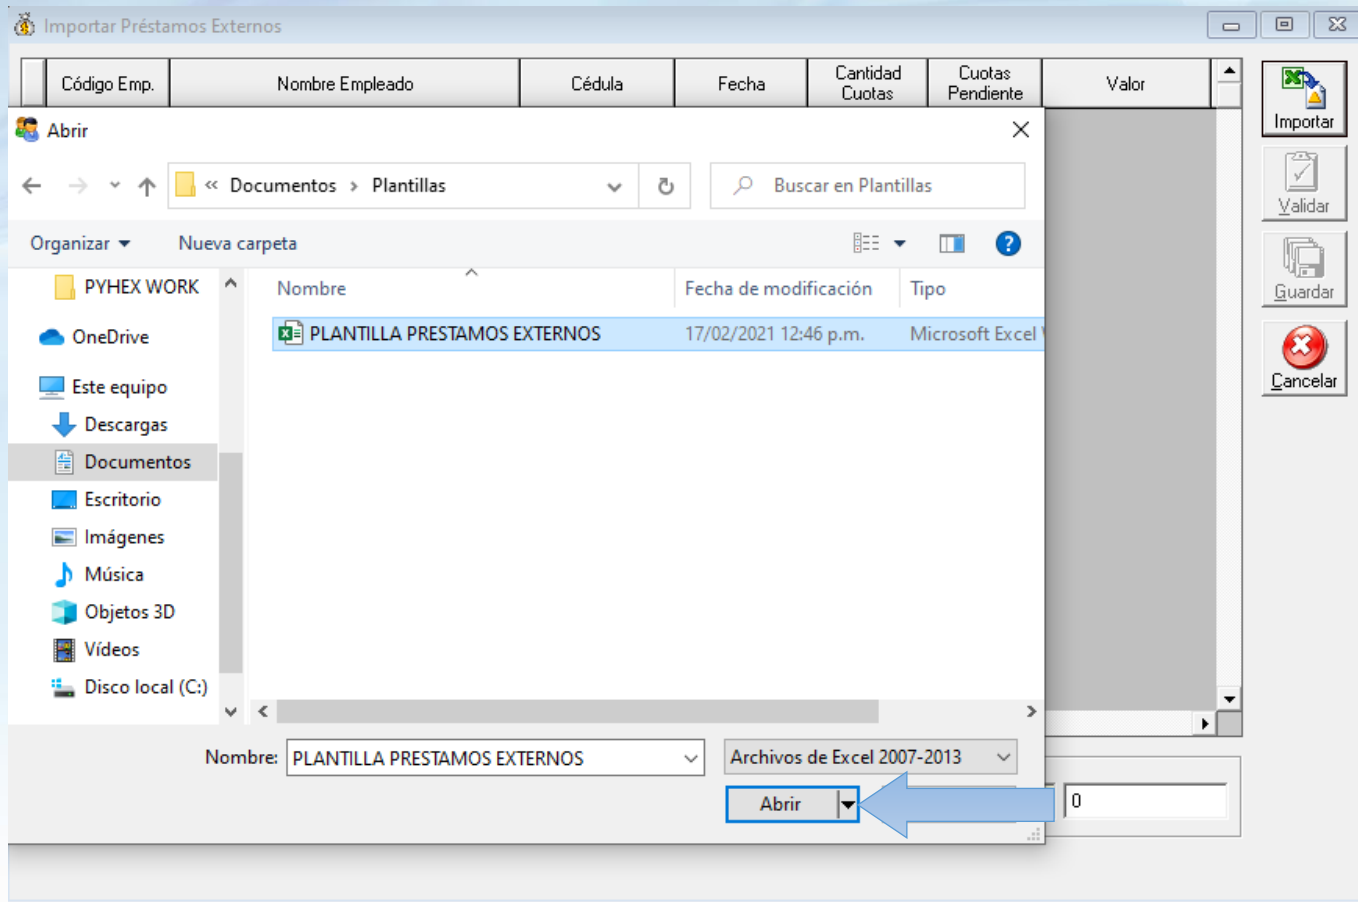 Importar Préstamos Externos
Código Emp.
Nombre Empleado
Cédula
Fecha
Cantidad
Cuotas
Cuotas
Pendiente
Valor
Importar
Validar
Guardar
Cancelar
Abrir
« Documentos › Plantillas
Buscar en Plantillas
Organizar
Nueva carpeta
PYHEX WORK
OneDrive
Este equipo
Descargas
Documentos
Escritorio
Imágenes
Música
Objetos 3D
Vídeos
Disco local (C:)
Nombre
Fecha de modificación
Tipo
PLANTILLA PRESTAMOS EXTERNOS
17/02/2021 12:46 p.m.
Microsoft Excel
Nombre:
PLANTILLA PRESTAMOS EXTERNOS
Archivos de Excel 2007-2013
Abrir
0